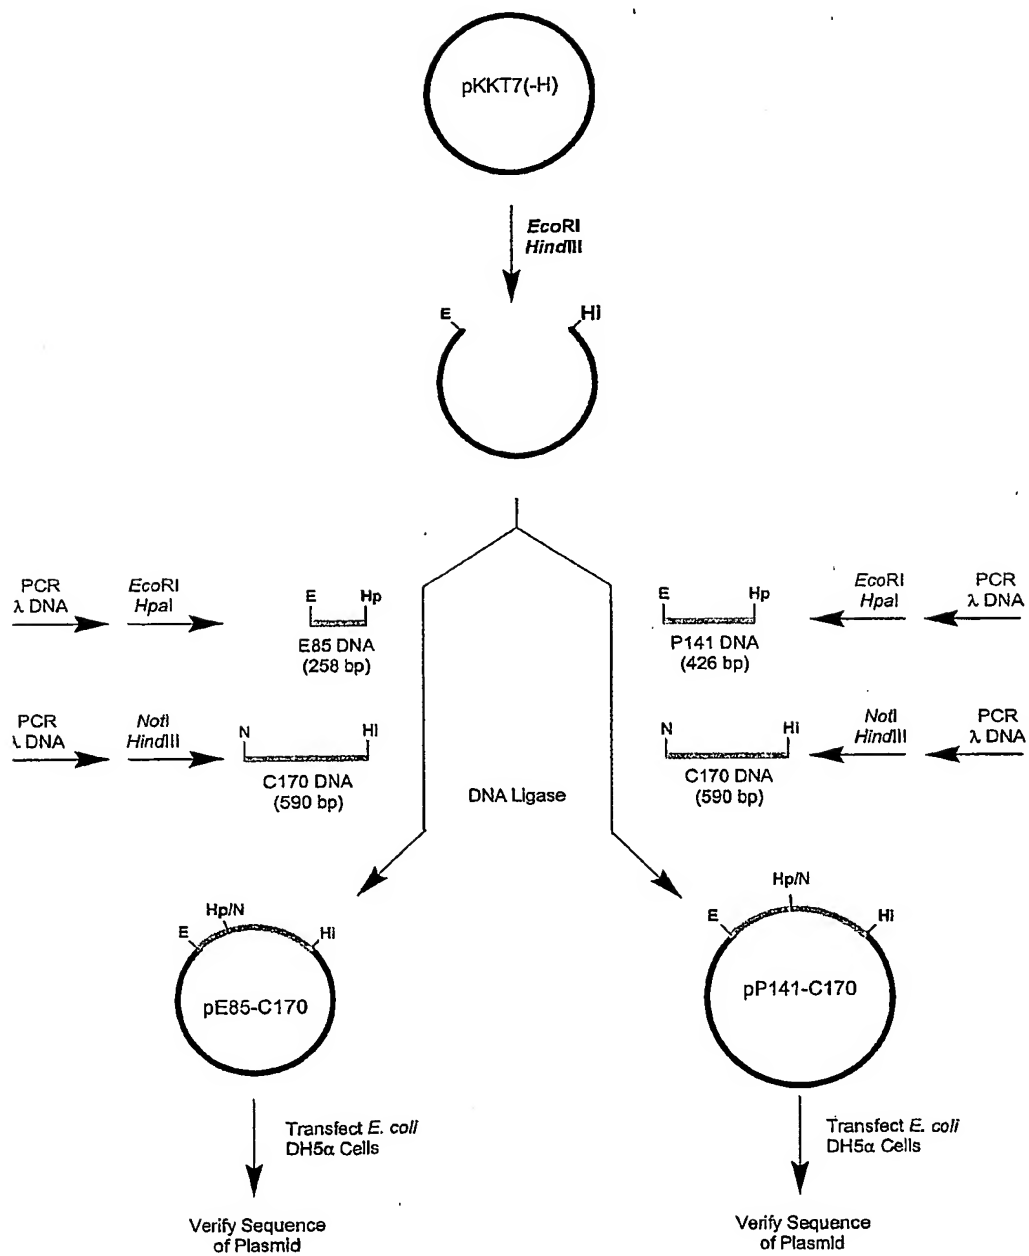 pKKT7(-H)
EcoRI
HindIII
E
Hi
PCR
λ DNA
EcoRI
HpaI
E
Hp
E85 DNA
(258 bp)
E
Hp
P141 DNA
(426 bp)
EcoRI
HpaI
PCR
λ DNA
PCR
λ DNA
NotI
HindIII
N
Hi
C170 DNA
(590 bp)
N
Hi
C170 DNA
(590 bp)
NotI
HindIII
PCR
λ DNA
DNA Ligase
Hp/N
E
Hi
pE85-C170
Hp/N
E
Hi
pP141-C170
Transfect E. coli
DH5α Cells
Transfect E. coli
DH5α Cells
Verify Sequence
of Plasmid
Verify Sequence
of Plasmid